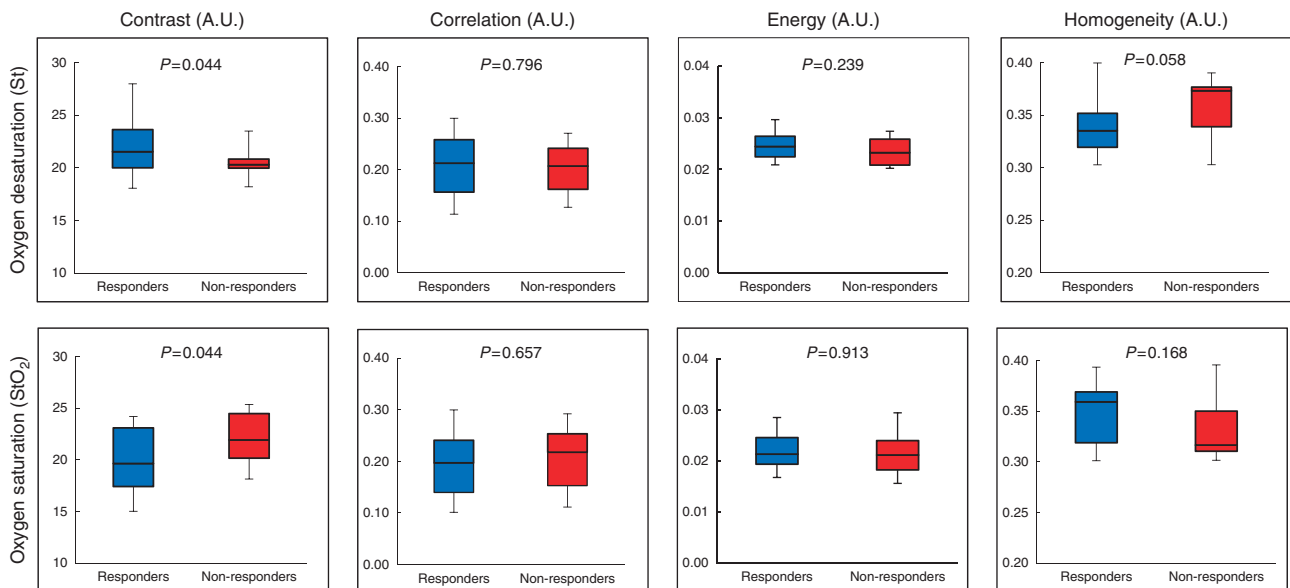 Contrast (A.U.)
Correlation (A.U.)
Energy (A.U.)
Homogeneity (A.U.)
Oxygen desaturation (St)
P=0.044
30
25
20
15
10
Responders
Non-responders
P=0.796
0.40
0.30
0.20
0.10
0.00
Responders
Non-responders
P=0.239
0.04
0.03
0.02
0.01
0.00
Responders
Non-responders
P=0.058
0.40
0.35
0.30
0.25
0.20
Responders
Non-responders
Oxygen saturation (StO₂)
P=0.044
30
25
20
15
10
Responders
Non-responders
P=0.657
0.40
0.30
0.20
0.10
0.00
Responders
Non-responders
P=0.913
0.04
0.03
0.02
0.01
0.00
Responders
Non-responders
P=0.168
0.40
0.35
0.30
0.25
0.20
Responders
Non-responders